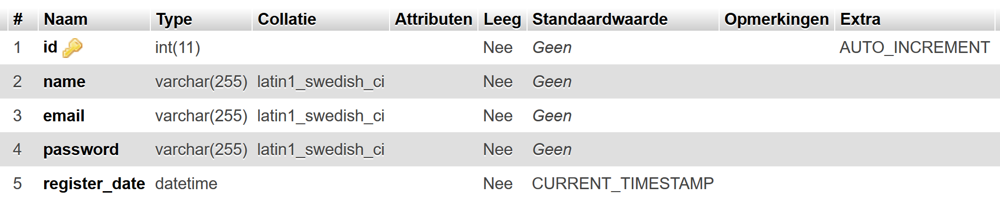 # Naam Type Collatie Attributen Leeg Standaardwaarde Opmerkingen Extra
1 id int(11) Nee Geen AUTO_INCREMENT
2 name varchar(255) latin1_swedish_ci Nee Geen
3 email varchar(255) latin1_swedish_ci Nee Geen
4 password varchar(255) latin1_swedish_ci Nee Geen
5 register_date datetime Nee CURRENT_TIMESTAMP